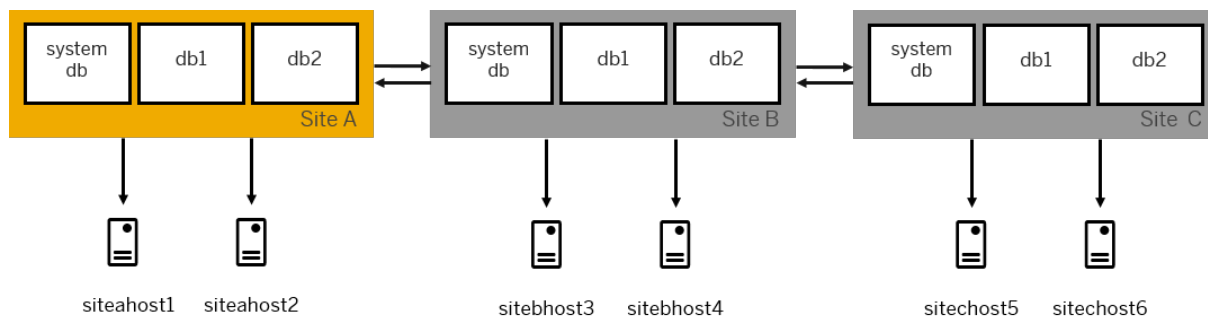 system
db
db1
db2
Site A
system
db
db1
db2
Site B
system
db
db1
db2
Site C
siteahost1
siteahost2
sitebhost3
sitebhost4
sitechost5
sitechost6